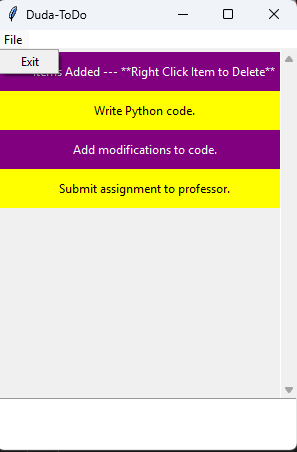 Duda-ToDo
File
Exit
Items Added --- **Right Click Item to Delete**
Write Python code.
Add modifications to code.
Submit assignment to professor.